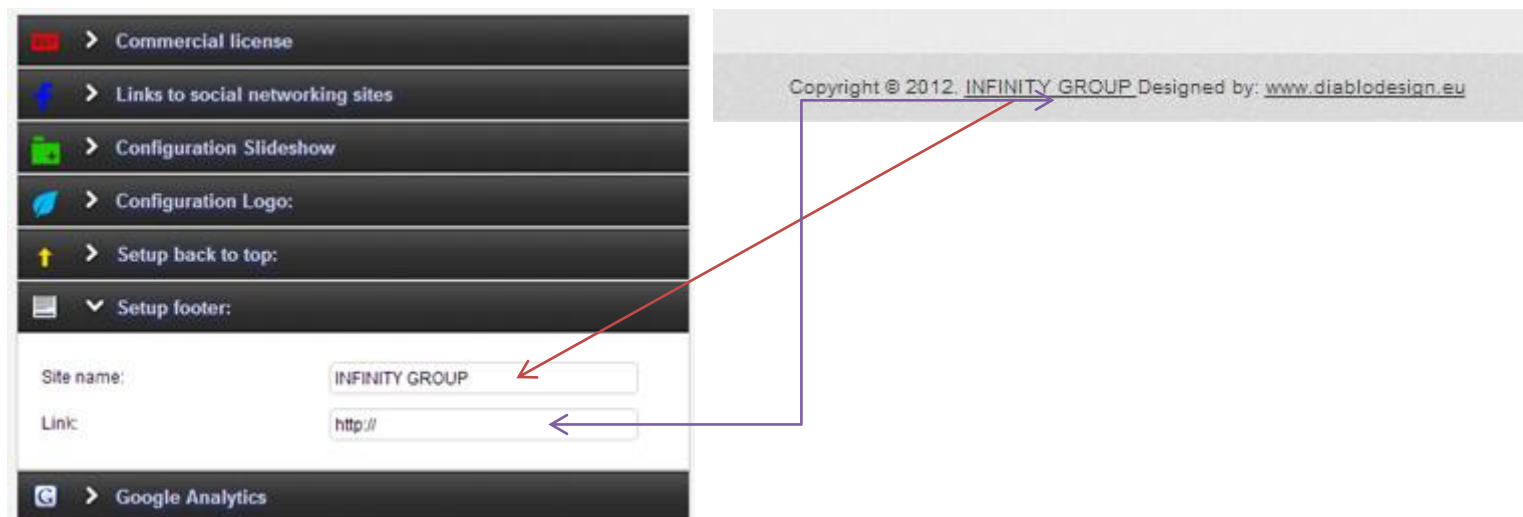 Commercial license
Links to social networking sites
Configuration Slideshow
Configuration Logo:
Setup back to top:
Setup footer:
Site name:
INFINITY GROUP
Link:
http://
Google Analytics
Copyright © 2012. INFINITY GROUP Designed by: www.diablodesign.eu